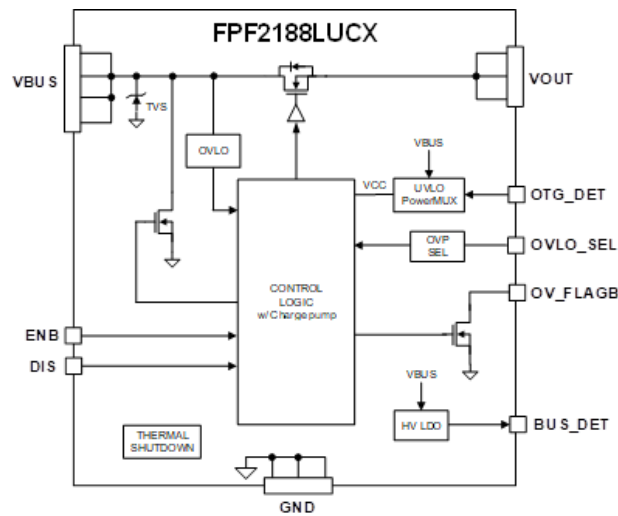 FPF2188LUCX
VBUS
TVS
VOUT
OVLO
VBUS
VCC
UVLO
PowerMUX
OTG_DET
OVP
SEL
OVLO_SEL
OV_FLAGB
CONTROL
LOGIC
w/Chargepump
ENB
DIS
VBUS
HV LDO
BUS_DET
THERMAL
SHUTDOWN
GND